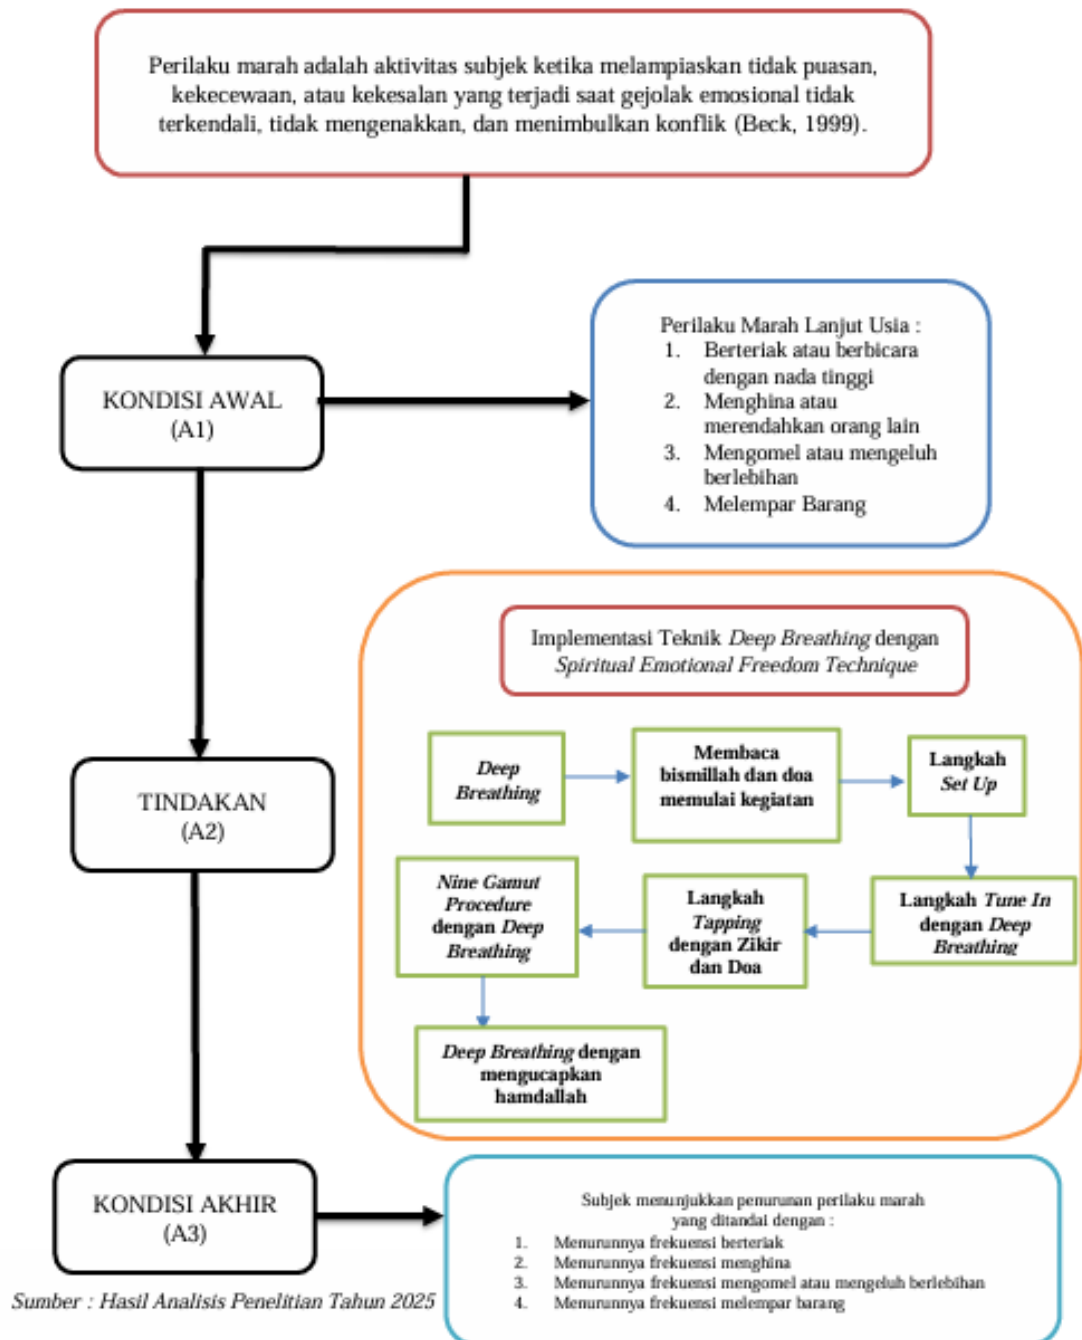 Perilaku marah adalah aktivitas subjek ketika melampiaskan tidak puasan,
kekecewaan, atau kekesalan yang terjadi saat gejolak emosional tidak
terkendali, tidak mengenakkan, dan menimbulkan konflik (Beck, 1999).
KONDISI AWAL
(A1)
Perilaku Marah Lanjut Usia :
1. Berteriak atau berbicara
dengan nada tinggi
2. Menghina atau
merendahkan orang lain
3. Mengomel atau mengeluh
berlebihan
4. Melempar Barang
TINDAKAN
(A2)
Implementasi Teknik Deep Breathing dengan
Spiritual Emotional Freedom Technique
Deep
Breathing
Membaca
bismillah dan doa
memulai kegiatan
Langkah
Set Up
Langkah Tune In
dengan Deep
Breathing
Langkah
Tapping
dengan Zikir
dan Doa
Nine Gamut
Procedure
dengan Deep
Breathing
Deep Breathing dengan
mengucapkan
hamdallah
KONDISI AKHIR
(A3)
Subjek menunjukkan penurunan perilaku marah
yang ditandai dengan :
1. Menurunnya frekuensi berteriak
2. Menurunnya frekuensi menghina
3. Menurunnya frekuensi mengomel atau mengeluh berlebihan
4. Menurunnya frekuensi melempar barang
Sumber : Hasil Analisis Penelitian Tahun 2025